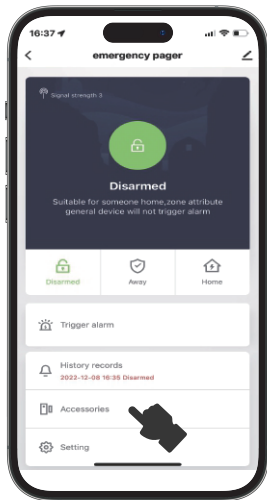 16:37
emergency pager
Signal strength 3
Disarmed
Suitable for someone home,zone attribute
general device will not trigger alarm
Disarmed
Away
Home
Trigger alarm
History records
2022-12-08 16:35 Disarmed
Accessories
Setting